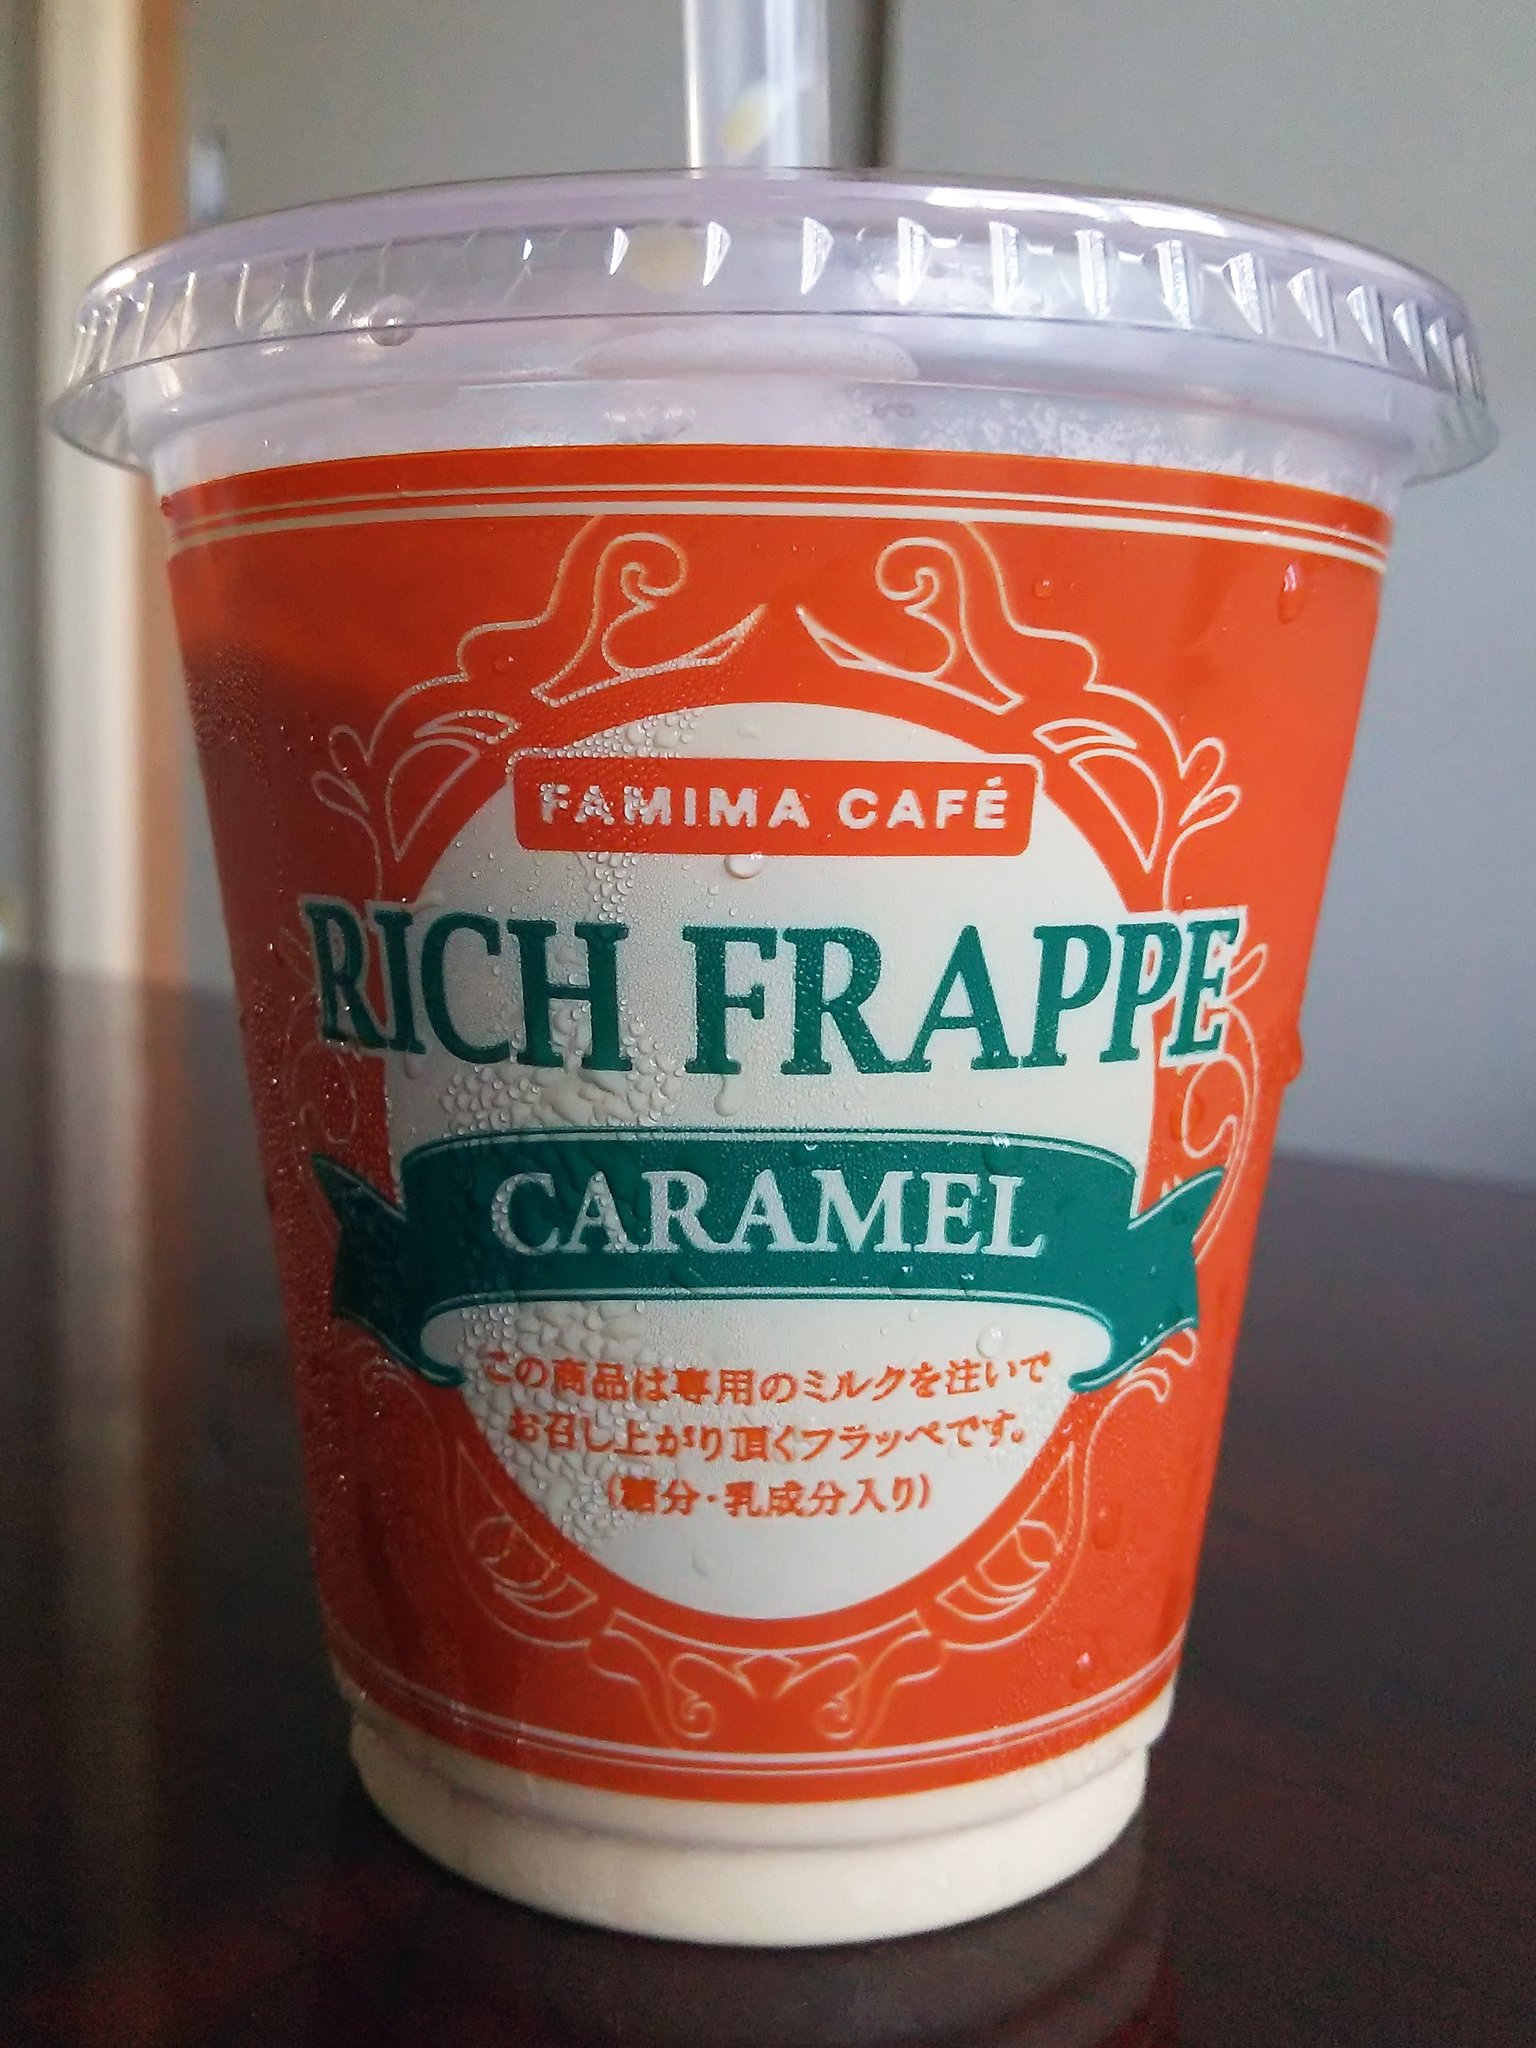 FAMIMA CAFÉ
RICH FRAPPE
CARAMEL
この商品は専用のミルクを注いで
お召し上がり頂くフラッペです。
(糖分・乳成分入り)